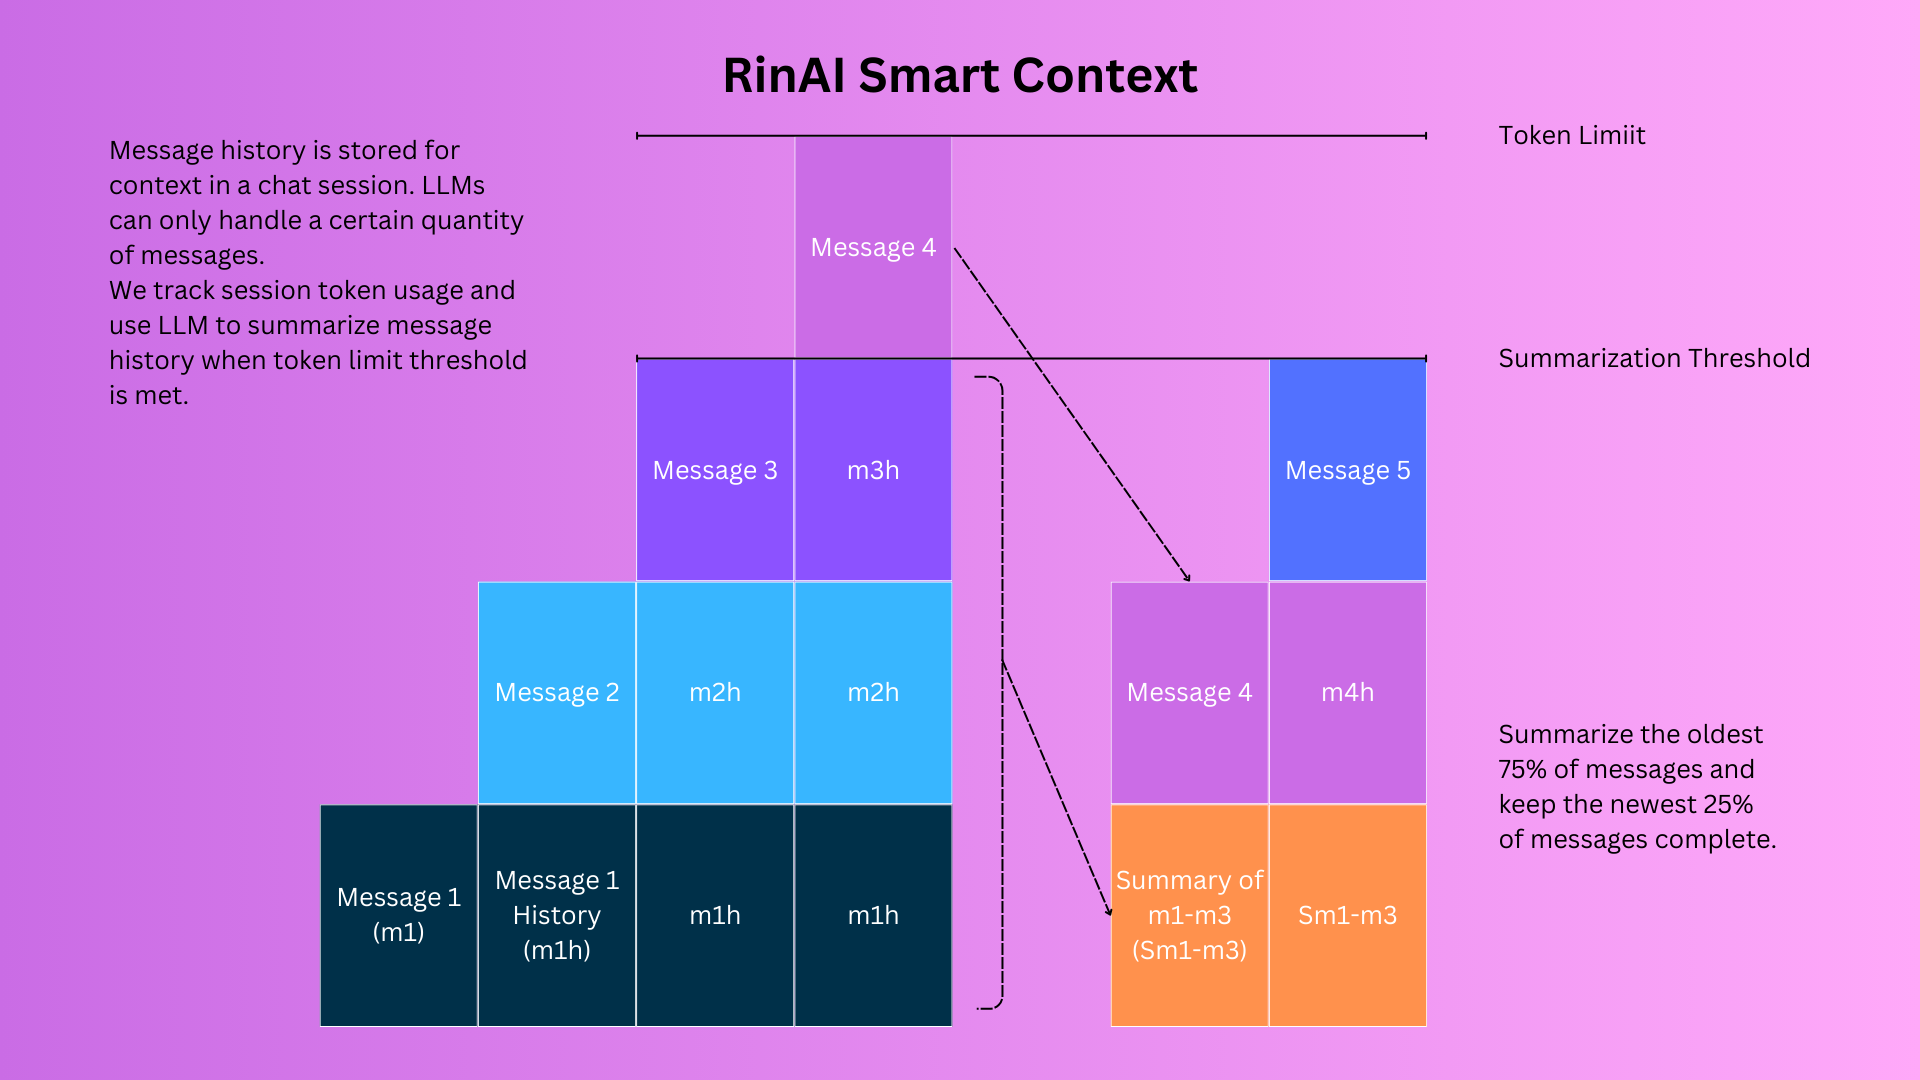 RinAI Smart Context
Message history is stored for
context in a chat session. LLMs
can only handle a certain quantity
of messages.
We track session token usage and
use LLM to summarize message
history when token limit threshold
is met.
Token Limiit
Message 4
Summarization Threshold
Message 3
m3h
Message 5
Message 2
m2h
m2h
Message 4
m4h
Summarize the oldest
75% of messages and
keep the newest 25%
of messages complete.
Message 1
(m1)
Message 1
History
(m1h)
m1h
m1h
Summary of
m1-m3
(Sm1-m3)
Sm1-m3